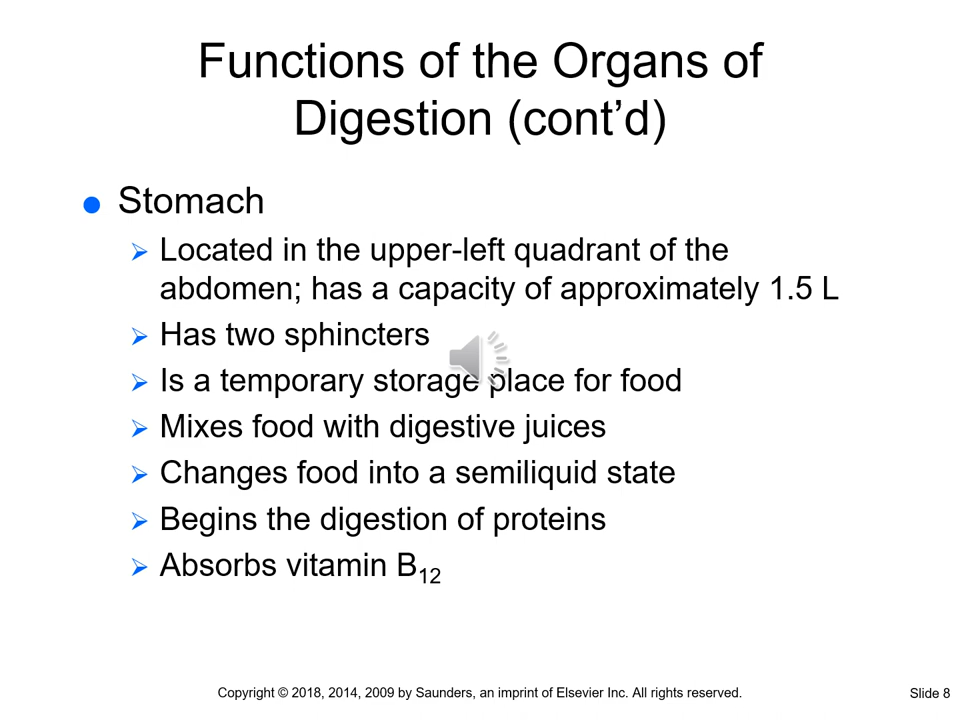 Functions of the Organs of
Digestion (cont’d)
Stomach
Located in the upper-left quadrant of the
abdomen; has a capacity of approximately 1.5 L
Has two sphincters
Is a temporary storage place for food
Mixes food with digestive juices
Changes food into a semiliquid state
Begins the digestion of proteins
Absorbs vitamin B12
Copyright © 2018, 2014, 2009 by Saunders, an imprint of Elsevier Inc. All rights reserved.
Slide 8